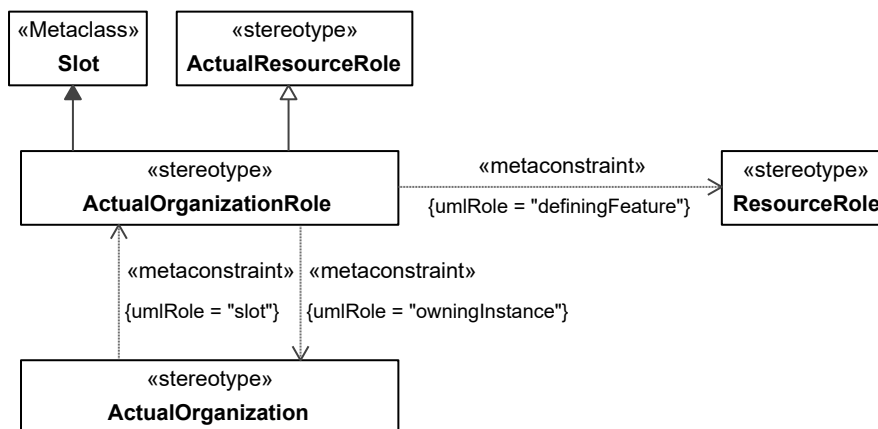 «Metaclass»
Slot
«stereotype»
ActualResourceRole
«stereotype»
ActualOrganizationRole
«metaconstraint»
{umlRole = "definingFeature"}
«stereotype»
ResourceRole
«metaconstraint»
{umlRole = "slot"}
«metaconstraint»
{umlRole = "owningInstance"}
«stereotype»
ActualOrganization